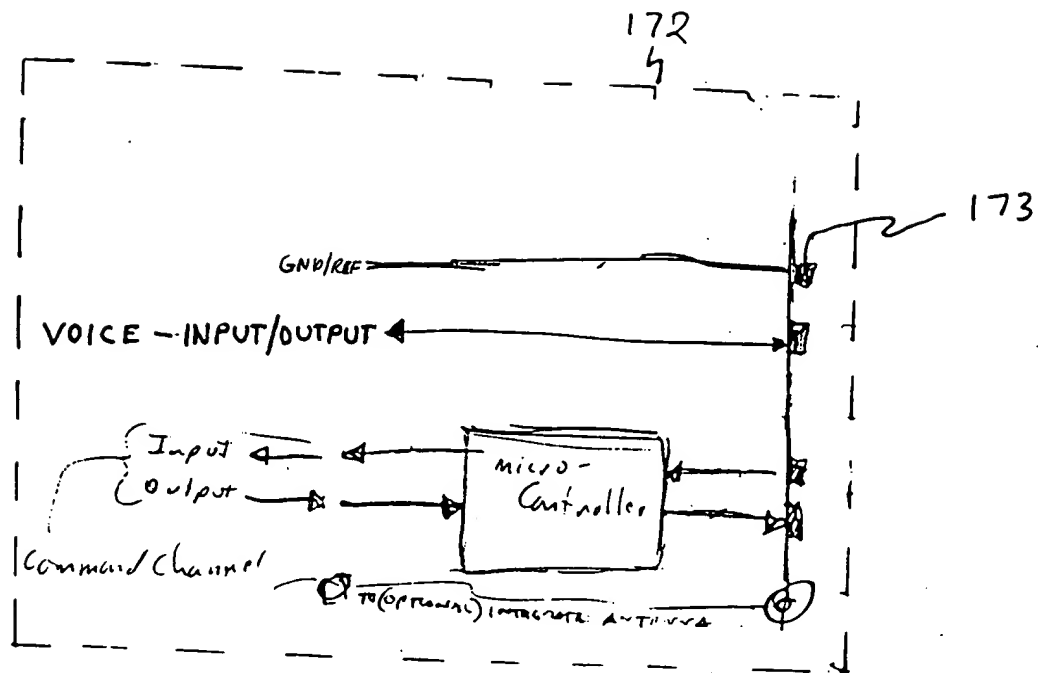 172
173
GND/REF
VOICE - INPUT/OUTPUT
Input
Output
micro-
Controller
Command Channel
TO (OPTIONAL) INTEGRATE ANTENNA